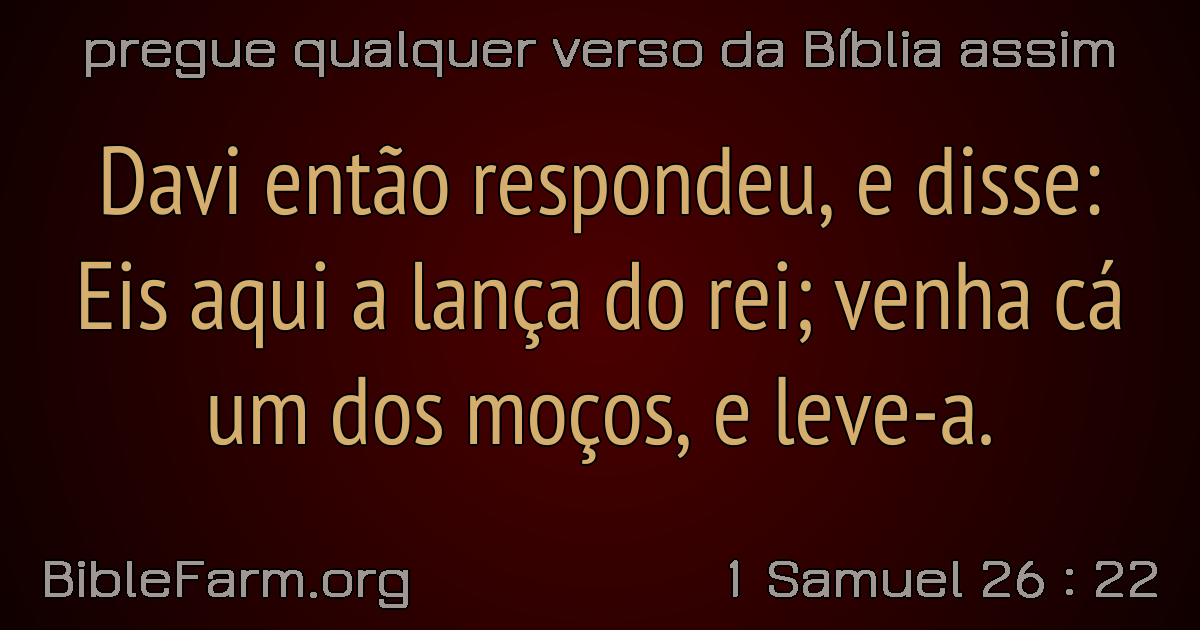 pregue qualquer verso da Bíblia assim
Davi então respondeu, e disse:
Eis aqui a lança do rei; venha cá
um dos moços, e leve-a.
BibleFarm.org
1 Samuel 26 : 22